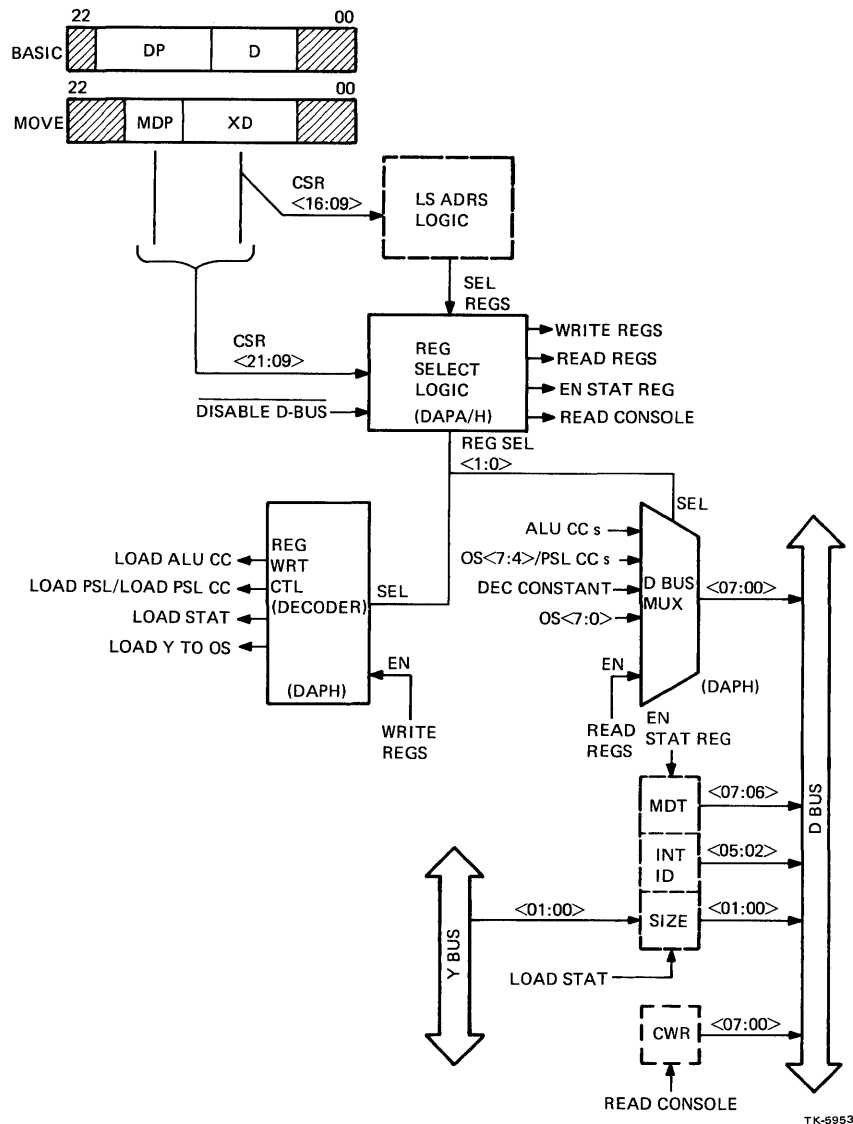 22 00
BASIC DP D
22 00
MOVE MDP XD
CSR
<16:09>
LS ADRS
LOGIC
SEL
REGS
CSR
<21:09>
DISABLE D-BUS
REG
SELECT
LOGIC
(DAPA/H)
WRITE REGS
READ REGS
EN STAT REG
READ CONSOLE
REG SEL
<1:0>
LOAD ALU CC
LOAD PSL/LOAD PSL CC
LOAD STAT
LOAD Y TO OS
REG
WRT
CTL
(DECODER)
(DAPH)
SEL
EN
WRITE
REGS
SEL
ALU CC s
OS<7:4>/PSL CC s
DEC CONSTANT
OS<7:0>
EN
READ
REGS
D BUS
MUX
(DAPH)
<07:00>
EN
STAT REG
MDT
<07:06>
INT
ID
<05:02>
SIZE
<01:00>
<01:00>
LOAD STAT
Y BUS
D BUS
CWR
<07:00>
READ CONSOLE
TK-5953